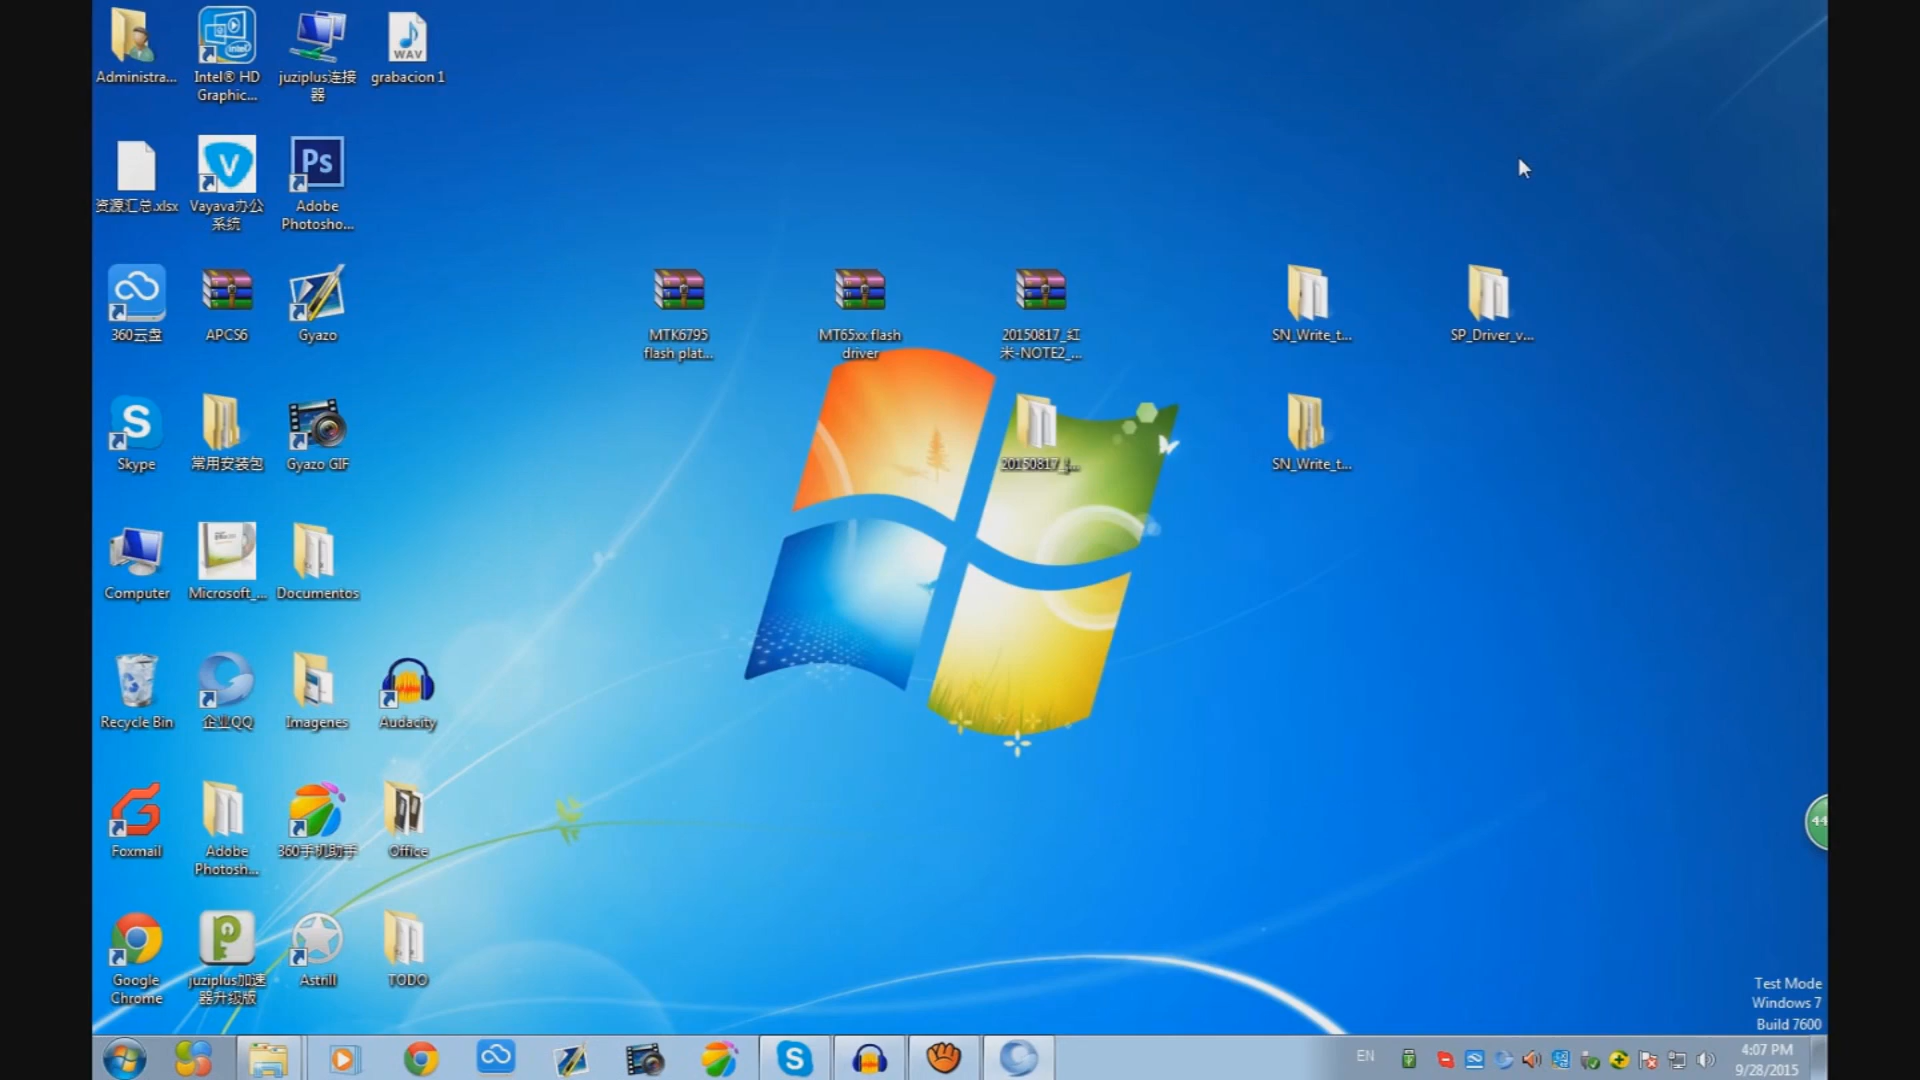 Administra...
Intel® HD
Graphic...
juziplus连接
器
WAV
grabacion 1
资源汇总.xlsx
V
Vayava办公
系统
Ps
Adobe
Photosho...
360云盘
APCS6
Gyazo
MTK6795
flash plat...
MT65xx flash
driver
20150817_红
米-NOTE2_...
SN_Write_t...
SP_Driver_v...
S
Skype
常用安装包
Gyazo GIF
20150817_...
SN_Write_t...
Computer
Microsoft_...
Documentos
Recycle Bin
企业QQ
Imagenes
Audacity
Foxmail
Adobe
Photosh...
360手机助手
Office
Google
Chrome
juziplus加速
器升级版
Astrill
TODO
44
Test Mode
Windows 7
Build 7600
S
EN
4:07 PM
9/28/2015